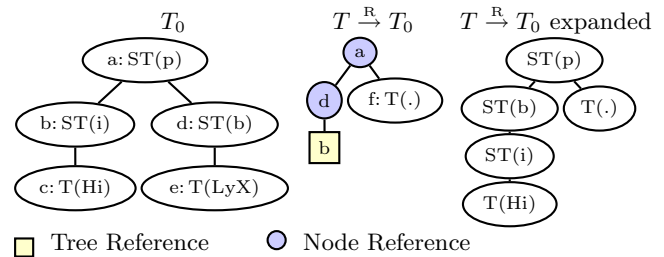 T₀ T →ᴿ T₀ T →ᴿ T₀ expanded
a: ST(p) a ST(p)
b: ST(i) d: ST(b) d f: T(.) ST(b) T(.)
b ST(i)
c: T(Hi) e: T(LyX) T(Hi)
Tree Reference Node Reference